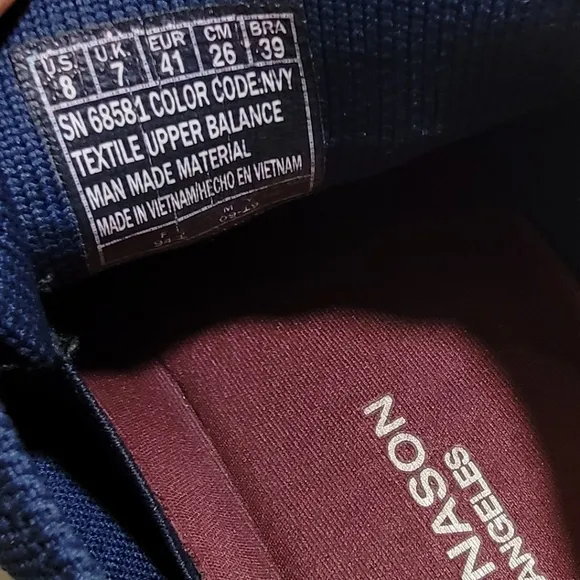 U.S. U.K EUR CM BRA
8 7 41 26 39
SN 68581 COLOR CODE:NVY
TEXTILE UPPER BALANCE
MAN MADE MATERIAL
MADE IN VIETNAM/HECHO EN VIETNAM
NASON
ANGELES